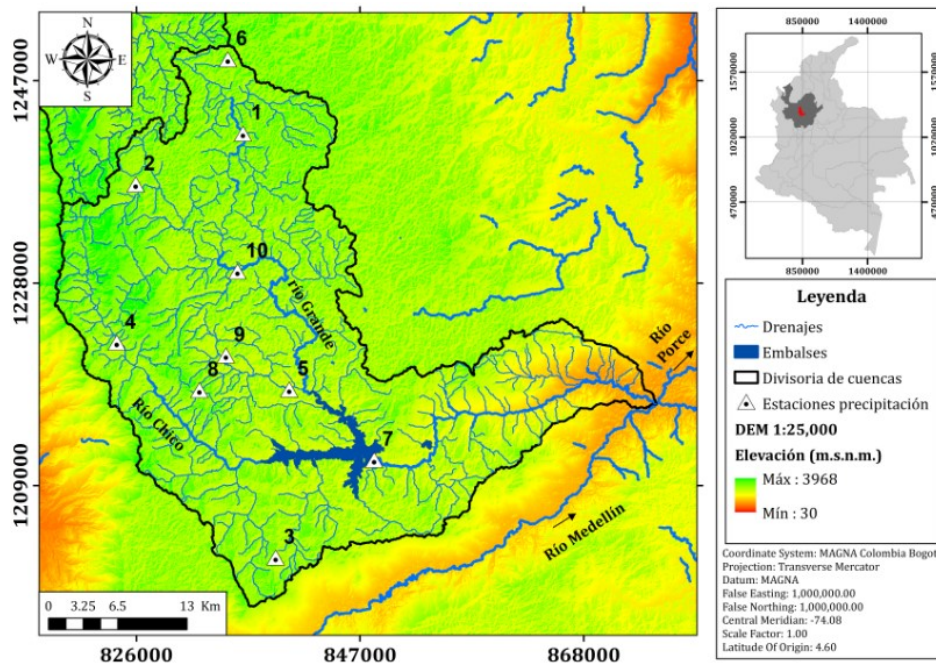 N
W E
S
6
1
2
10
río Grande
4
9
8
5
Río Chico
7
3
Río Medellín
Río Porce
1247000
1228000
1209000
0 3.25 6.5 13 Km
826000 847000 868000
850000 1400000
1570000
1020000
470000
1570000
1070000
470000
850000 1400000
Leyenda
Drenajes
Embalses
Divisoria de cuencas
Estaciones precipitación
DEM 1:25,000
Elevación (m.s.n.m.)
Máx : 3968
Mín : 30
Coordinate System: MAGNA Colombia Bogot
Projection: Transverse Mercator
Datum: MAGNA
False Easting: 1,000,000.00
False Northing: 1,000,000.00
Central Meridian: -74.08
Scale Factor: 1.00
Latitude Of Origin: 4.60